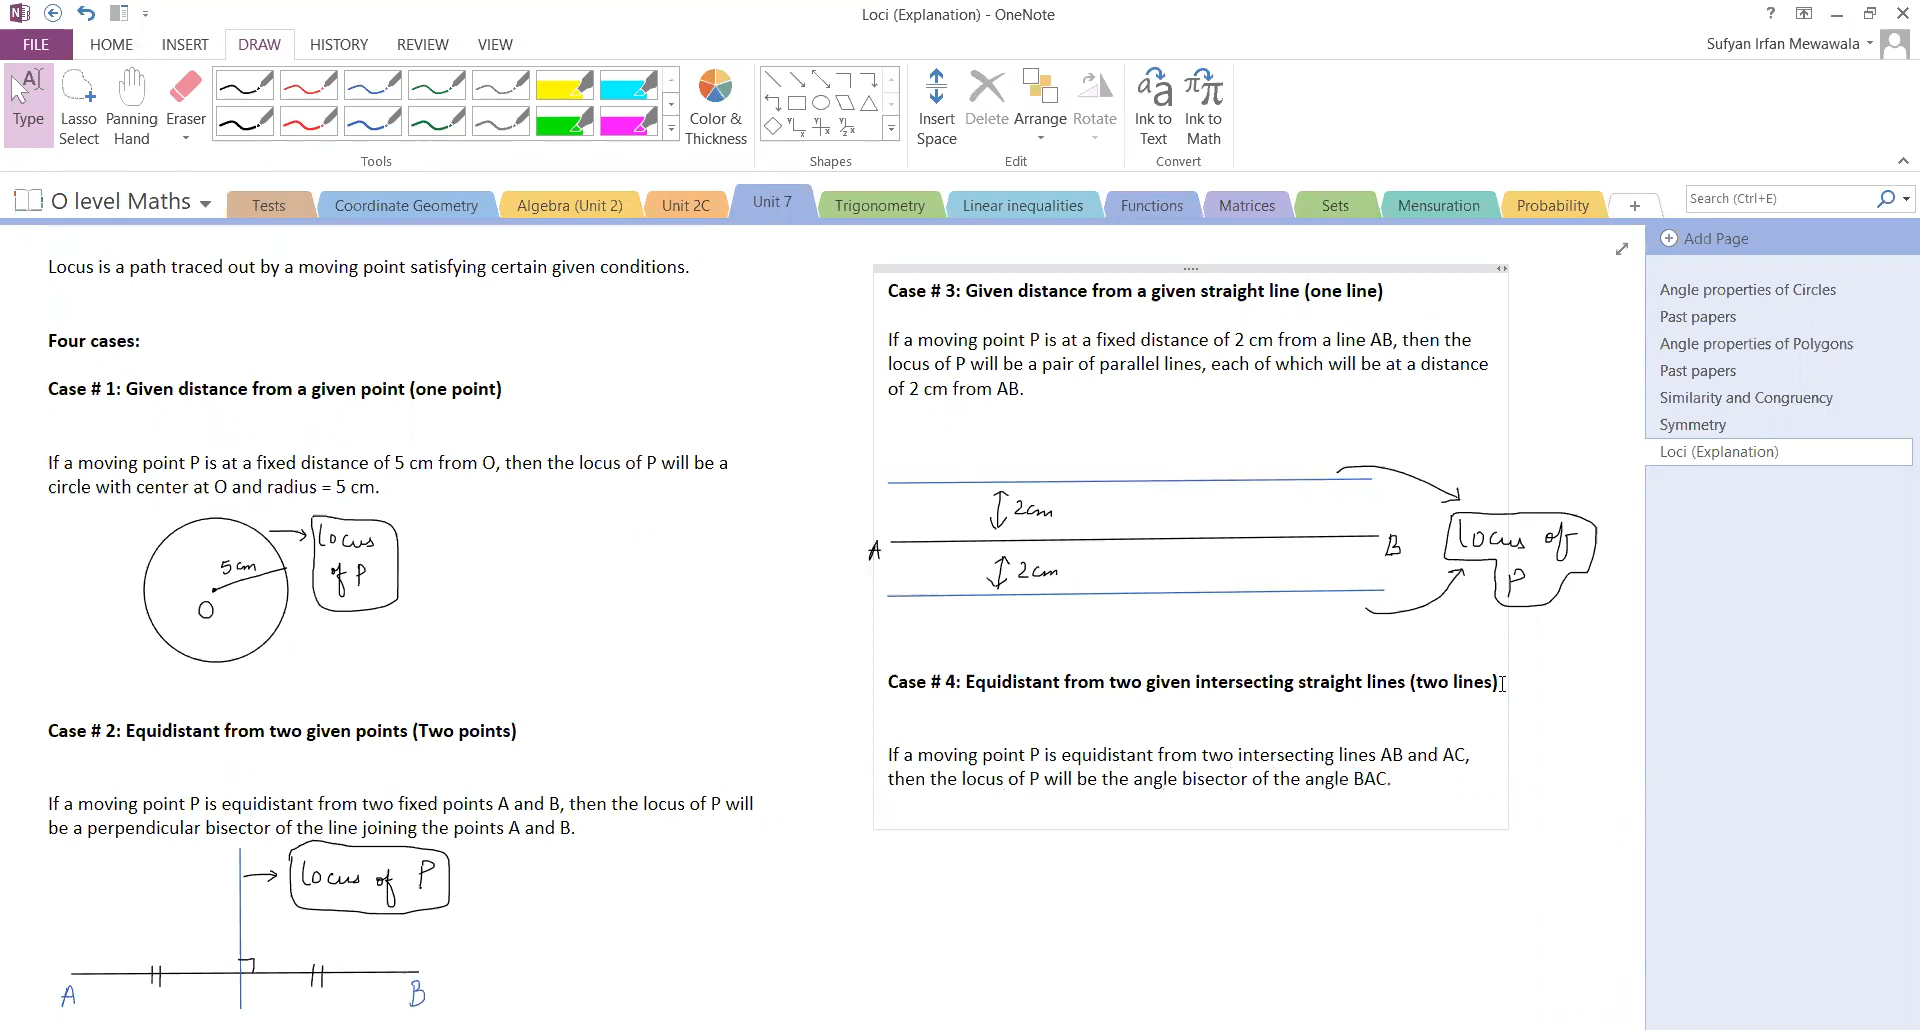 Loci (Explanation) - OneNote
?
FILE HOME INSERT DRAW HISTORY REVIEW VIEW
Sufyan Irfan Mewawala
Type
Lasso Select
Panning Hand
Eraser
Color & Thickness
Insert Space
Delete
Arrange
Rotate
Ink to Text
Ink to Math
Tools Shapes Edit Convert
O level Maths
Tests Coordinate Geometry Algebra (Unit 2) Unit 2C Unit 7 Trigonometry Linear inequalities Functions Matrices Sets Mensuration Probability +
Search (Ctrl+E)
Locus is a path traced out by a moving point satisfying certain given conditions.
Four cases:
Case # 1: Given distance from a given point (one point)
If a moving point P is at a fixed distance of 5 cm from O, then the locus of P will be a
circle with center at O and radius = 5 cm.
5 cm
O
Locus
of P
Case # 2: Equidistant from two given points (Two points)
If a moving point P is equidistant from two fixed points A and B, then the locus of P will
be a perpendicular bisector of the line joining the points A and B.
Locus of P
A B
Case # 3: Given distance from a given straight line (one line)
If a moving point P is at a fixed distance of 2 cm from a line AB, then the
locus of P will be a pair of parallel lines, each of which will be at a distance
of 2 cm from AB.
2cm
A B
2cm
Locus of
P
Case # 4: Equidistant from two given intersecting straight lines (two lines)
If a moving point P is equidistant from two intersecting lines AB and AC,
then the locus of P will be the angle bisector of the angle BAC.
Add Page
Angle properties of Circles
Past papers
Angle properties of Polygons
Past papers
Similarity and Congruency
Symmetry
Loci (Explanation)